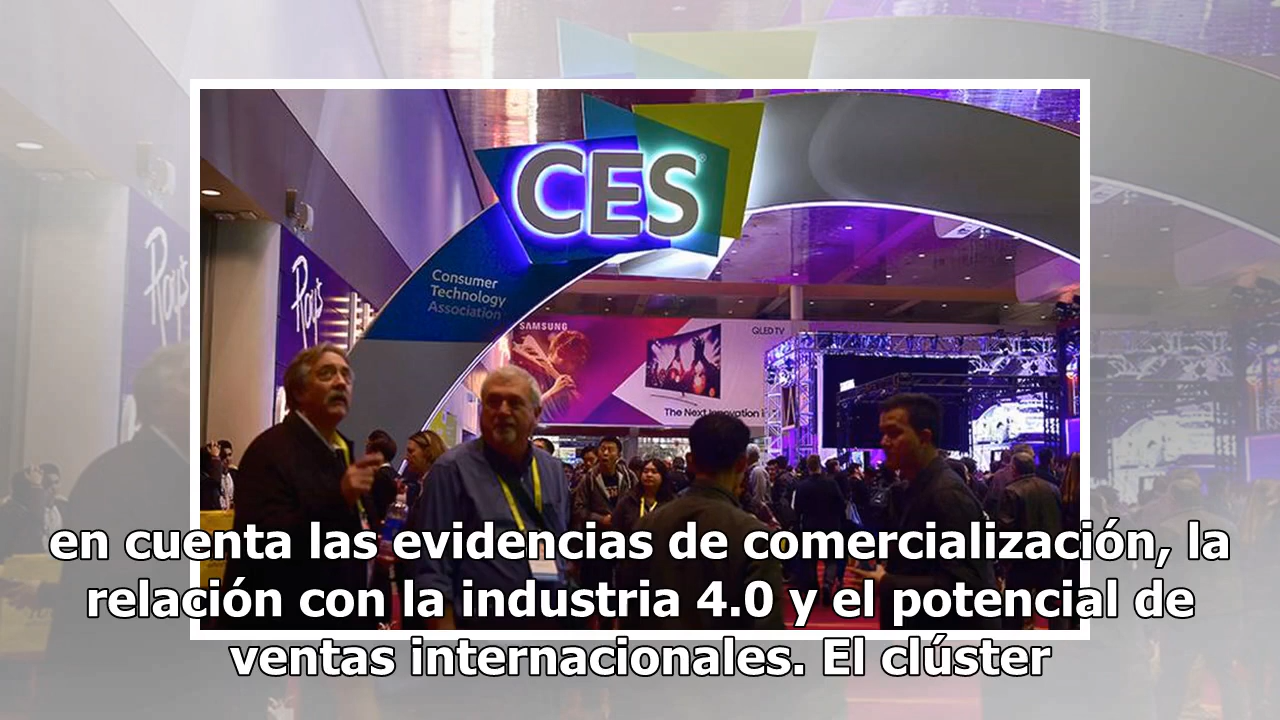 CES
Consumer
Technology
Association
SAMSUNG
QLED TV
The Next Innovation i
en cuenta las evidencias de comercialización, la
relación con la industria 4.0 y el potencial de
ventas internacionales. El clúster